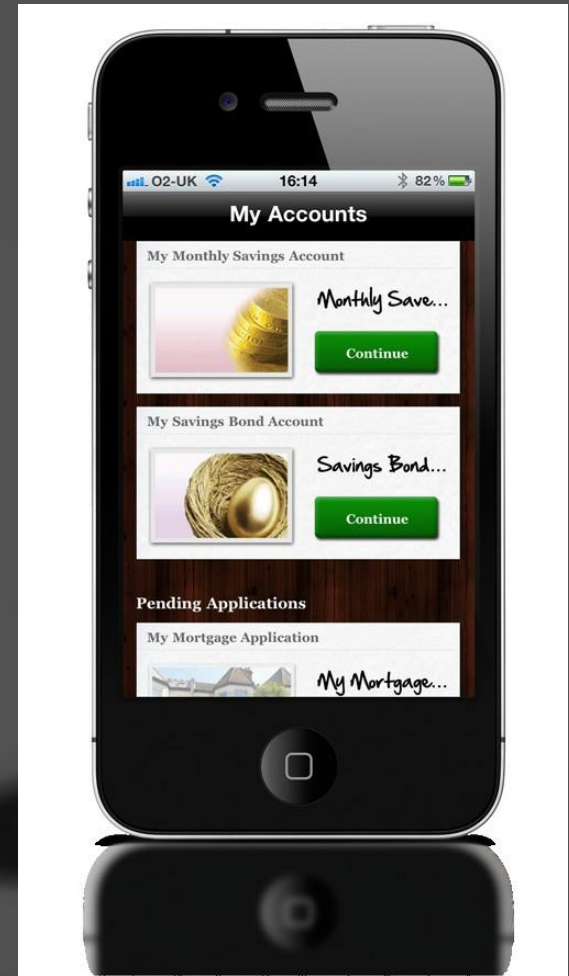 O2-UK 16:14 82%
My Accounts
My Monthly Savings Account
Monthly Save...
Continue
My Savings Bond Account
Savings Bond...
Continue
Pending Applications
My Mortgage Application
My Mortgage...